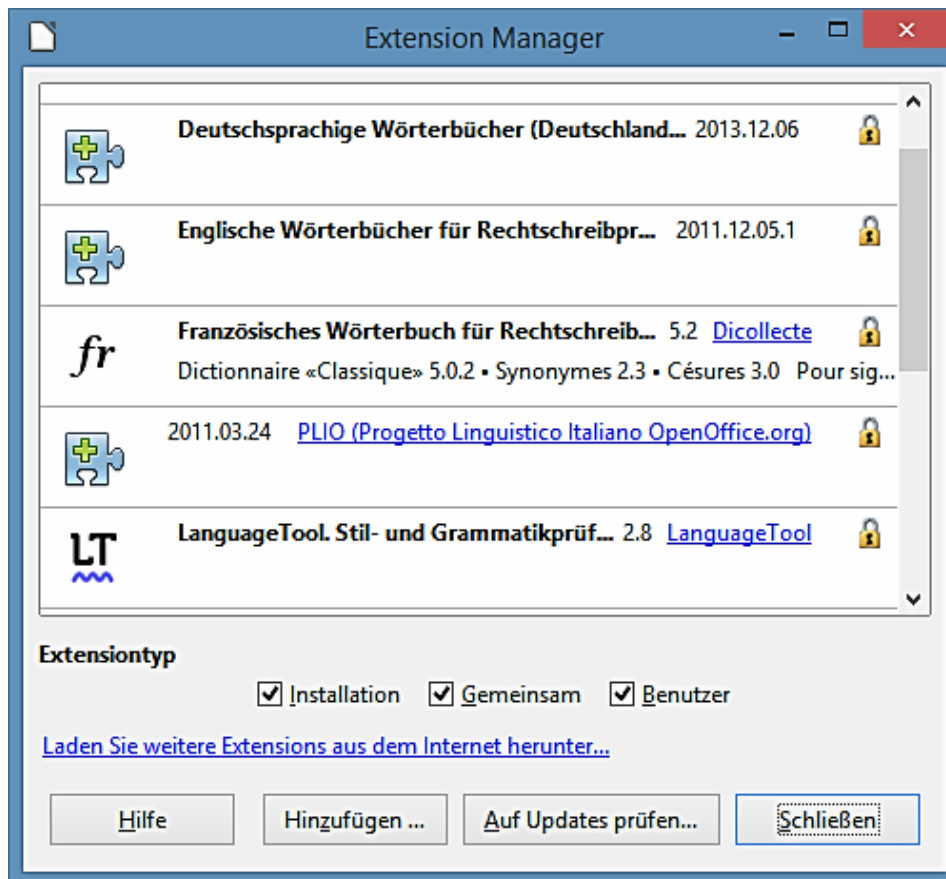 Extension Manager
Deutschsprachige Wörterbücher (Deutschland... 2013.12.06
Englische Wörterbücher für Rechtschreibpr... 2011.12.05.1
fr
Französisches Wörterbuch für Rechtschreib... 5.2 Dicollecte
Dictionnaire «Classique» 5.0.2 • Synonymes 2.3 • Césures 3.0 Pour sig...
2011.03.24 PLIO (Progetto Linguistico Italiano OpenOffice.org)
LT
LanguageTool. Stil- und Grammatikprüf... 2.8 LanguageTool
Extensiontyp
Installation Gemeinsam Benutzer
Laden Sie weitere Extensions aus dem Internet herunter...
Hilfe Hinzufügen ... Auf Updates prüfen... Schließen